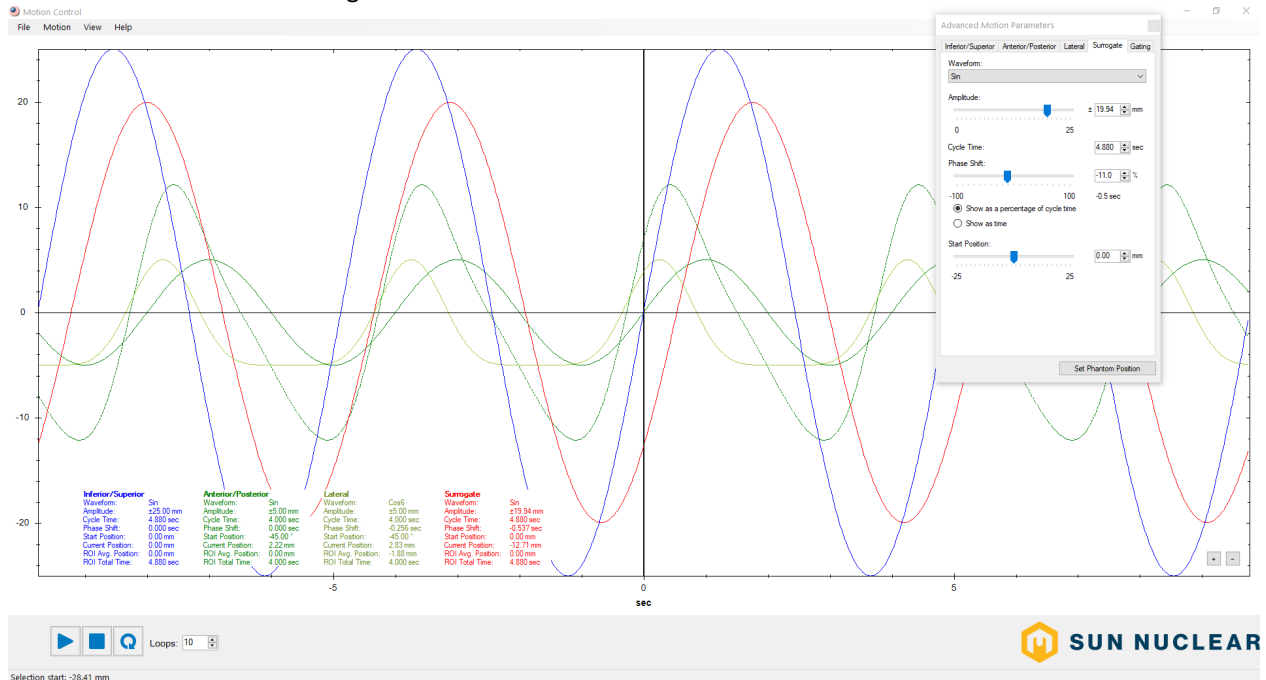 Motion Control
File Motion View Help
Advanced Motion Parameters
Inferior/Superior Anterior/Posterior Lateral Surrogate Gating
Waveform:
Sin
Amplitude:
± 19.94 mm
0 25
Cycle Time: 4.880 sec
Phase Shift:
-11.0 %
-100 100 -0.5 sec
Show as a percentage of cycle time
Show as time
Start Position:
0.00 mm
-25 25
Set Phantom Position
20
10
0
-10
-20
Inferior/Superior
Waveform: Sin
Amplitude: ±25.00 mm
Cycle Time: 4.880 sec
Phase Shift: 0.000 sec
Start Position: 0.00 mm
Current Position: 0.00 mm
ROI Avg. Position: 0.00 mm
ROI Total Time: 4.880 sec
Anterior/Posterior
Waveform: Sin
Amplitude: ±5.00 mm
Cycle Time: 4.000 sec
Phase Shift: 0.000 sec
Start Position: -45.00 °
Current Position: 2.22 mm
ROI Avg. Position: 0.00 mm
ROI Total Time: 4.000 sec
Lateral
Waveform: Cos6
Amplitude: ±5.00 mm
Cycle Time: 4.000 sec
Phase Shift: -0.256 sec
Start Position: -45.00 °
Current Position: 2.83 mm
ROI Avg. Position: -1.88 mm
ROI Total Time: 4.000 sec
Surrogate
Waveform: Sin
Amplitude: ±19.94 mm
Cycle Time: 4.880 sec
Phase Shift: -0.537 sec
Start Position: 0.00 mm
Current Position: -12.71 mm
ROI Avg. Position: 0.00 mm
ROI Total Time: 4.880 sec
+ -
-5 0 5
sec
Loops: 10
SUN NUCLEAR
Selection start: -28.41 mm